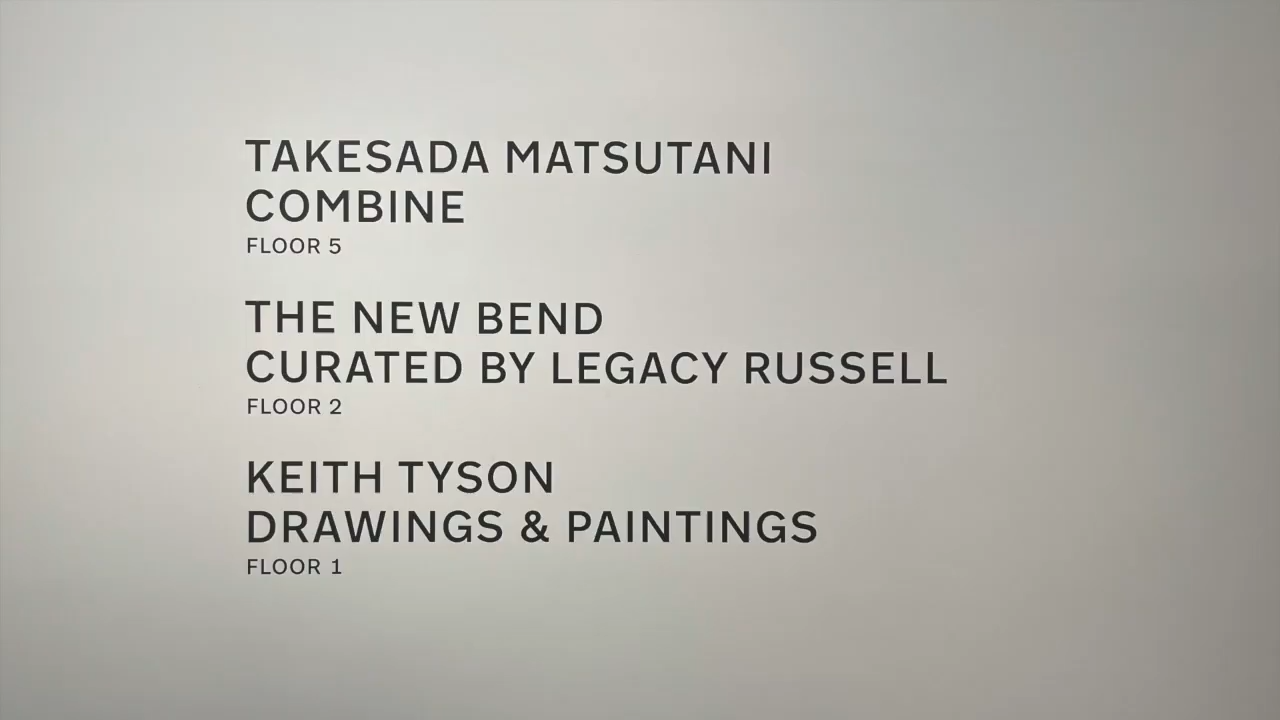 TAKESADA MATSUTANI
COMBINE
FLOOR 5
THE NEW BEND
CURATED BY LEGACY RUSSELL
FLOOR 2
KEITH TYSON
DRAWINGS & PAINTINGS
FLOOR 1